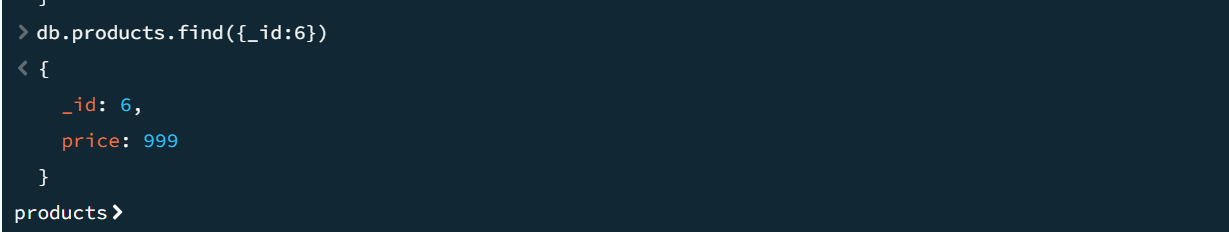 }
> db.products.find({_id:6})
< {
_id: 6,
price: 999
}
products>